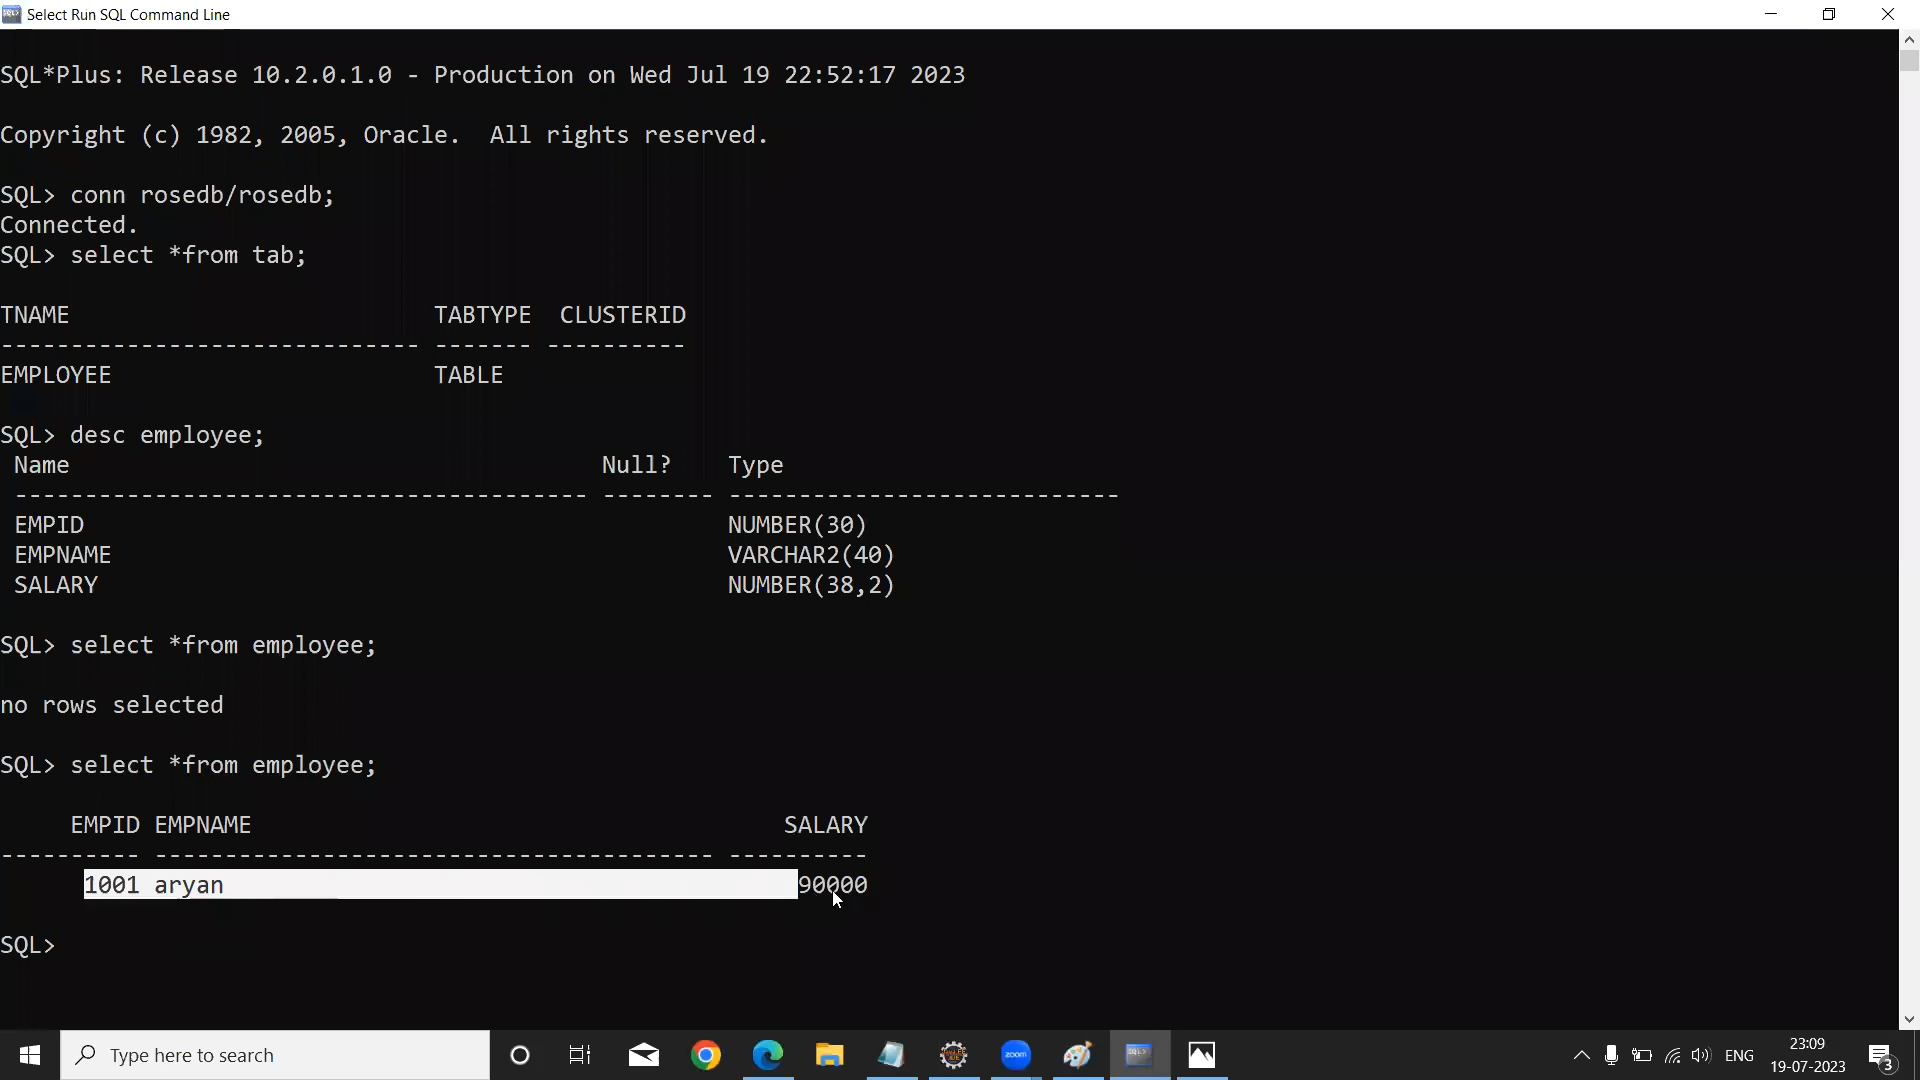 Select Run SQL Command Line
SQL*Plus: Release 10.2.0.1.0 - Production on Wed Jul 19 22:52:17 2023
Copyright (c) 1982, 2005, Oracle.  All rights reserved.
SQL> conn rosedb/rosedb;
Connected.
SQL> select *from tab;
TNAME                          TABTYPE  CLUSTERID
------------------------------ ------- ----------
EMPLOYEE                       TABLE
SQL> desc employee;
 Name                                      Null?    Type
 ----------------------------------------- -------- ----------------------------
 EMPID                                              NUMBER(30)
 EMPNAME                                            VARCHAR2(40)
 SALARY                                             NUMBER(38,2)
SQL> select *from employee;
no rows selected
SQL> select *from employee;
     EMPID EMPNAME                                      SALARY
---------- ---------------------------------------- ----------
      1001 aryan                                         90000
SQL>
Type here to search
zoom
SQL>
ENG
23:09
19-07-2023
3